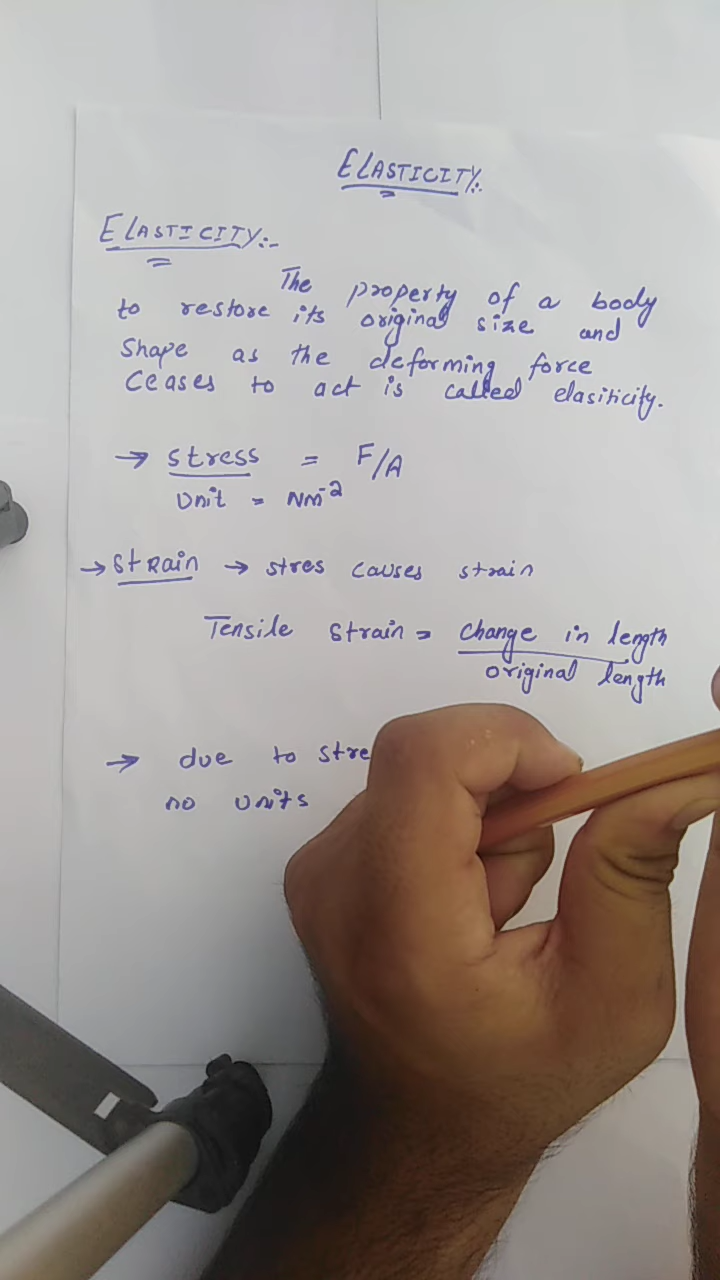 ELASTICITY:.
ELASTICITY:-
The property of a body
to restore its original size and
Shape as the deforming force
Ceases to act is called elasiticity.
→ stress = F/A
Unit = Nm⁻²
→ StRain → stres causes strain
Tensile strain = change in length
original length
→ due to stre
no units